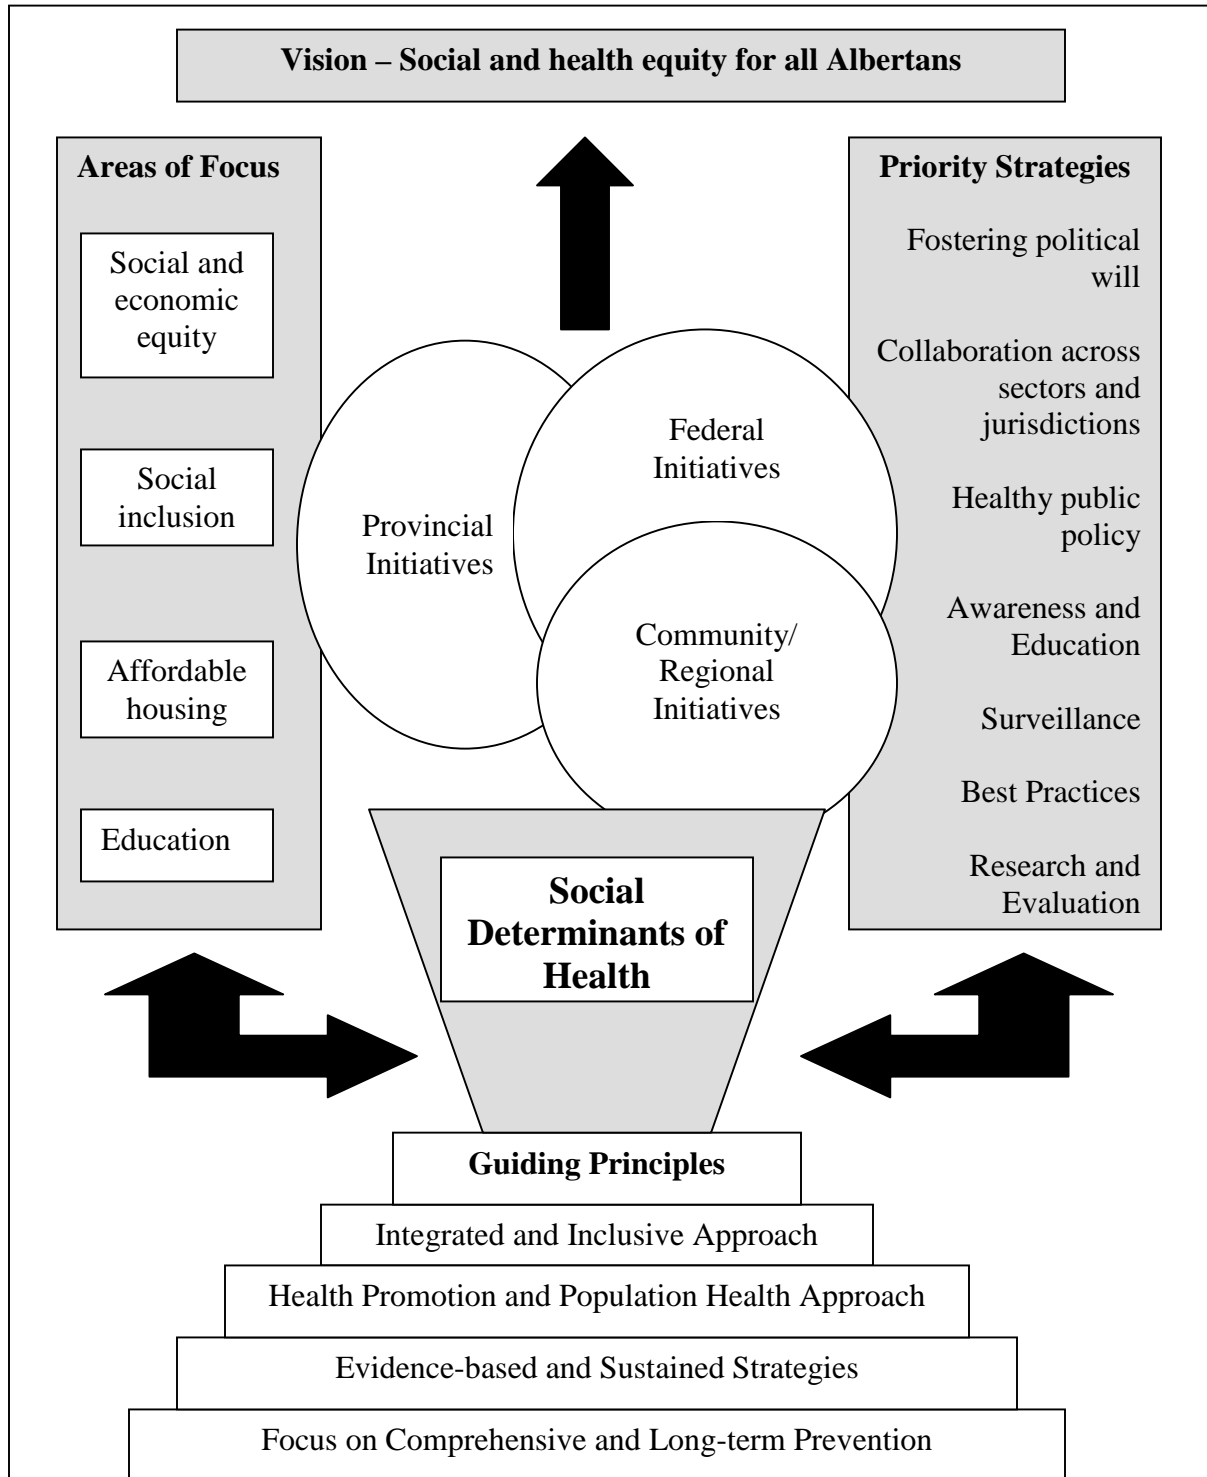 Vision – Social and health equity for all Albertans
Areas of Focus
Social and
economic
equity
Social
inclusion
Affordable
housing
Education
Provincial
Initiatives
Federal
Initiatives
Community/
Regional
Initiatives
Priority Strategies
Fostering political
will
Collaboration across
sectors and
jurisdictions
Healthy public
policy
Awareness and
Education
Surveillance
Best Practices
Research and
Evaluation
Social
Determinants of
Health
Guiding Principles
Integrated and Inclusive Approach
Health Promotion and Population Health Approach
Evidence-based and Sustained Strategies
Focus on Comprehensive and Long-term Prevention